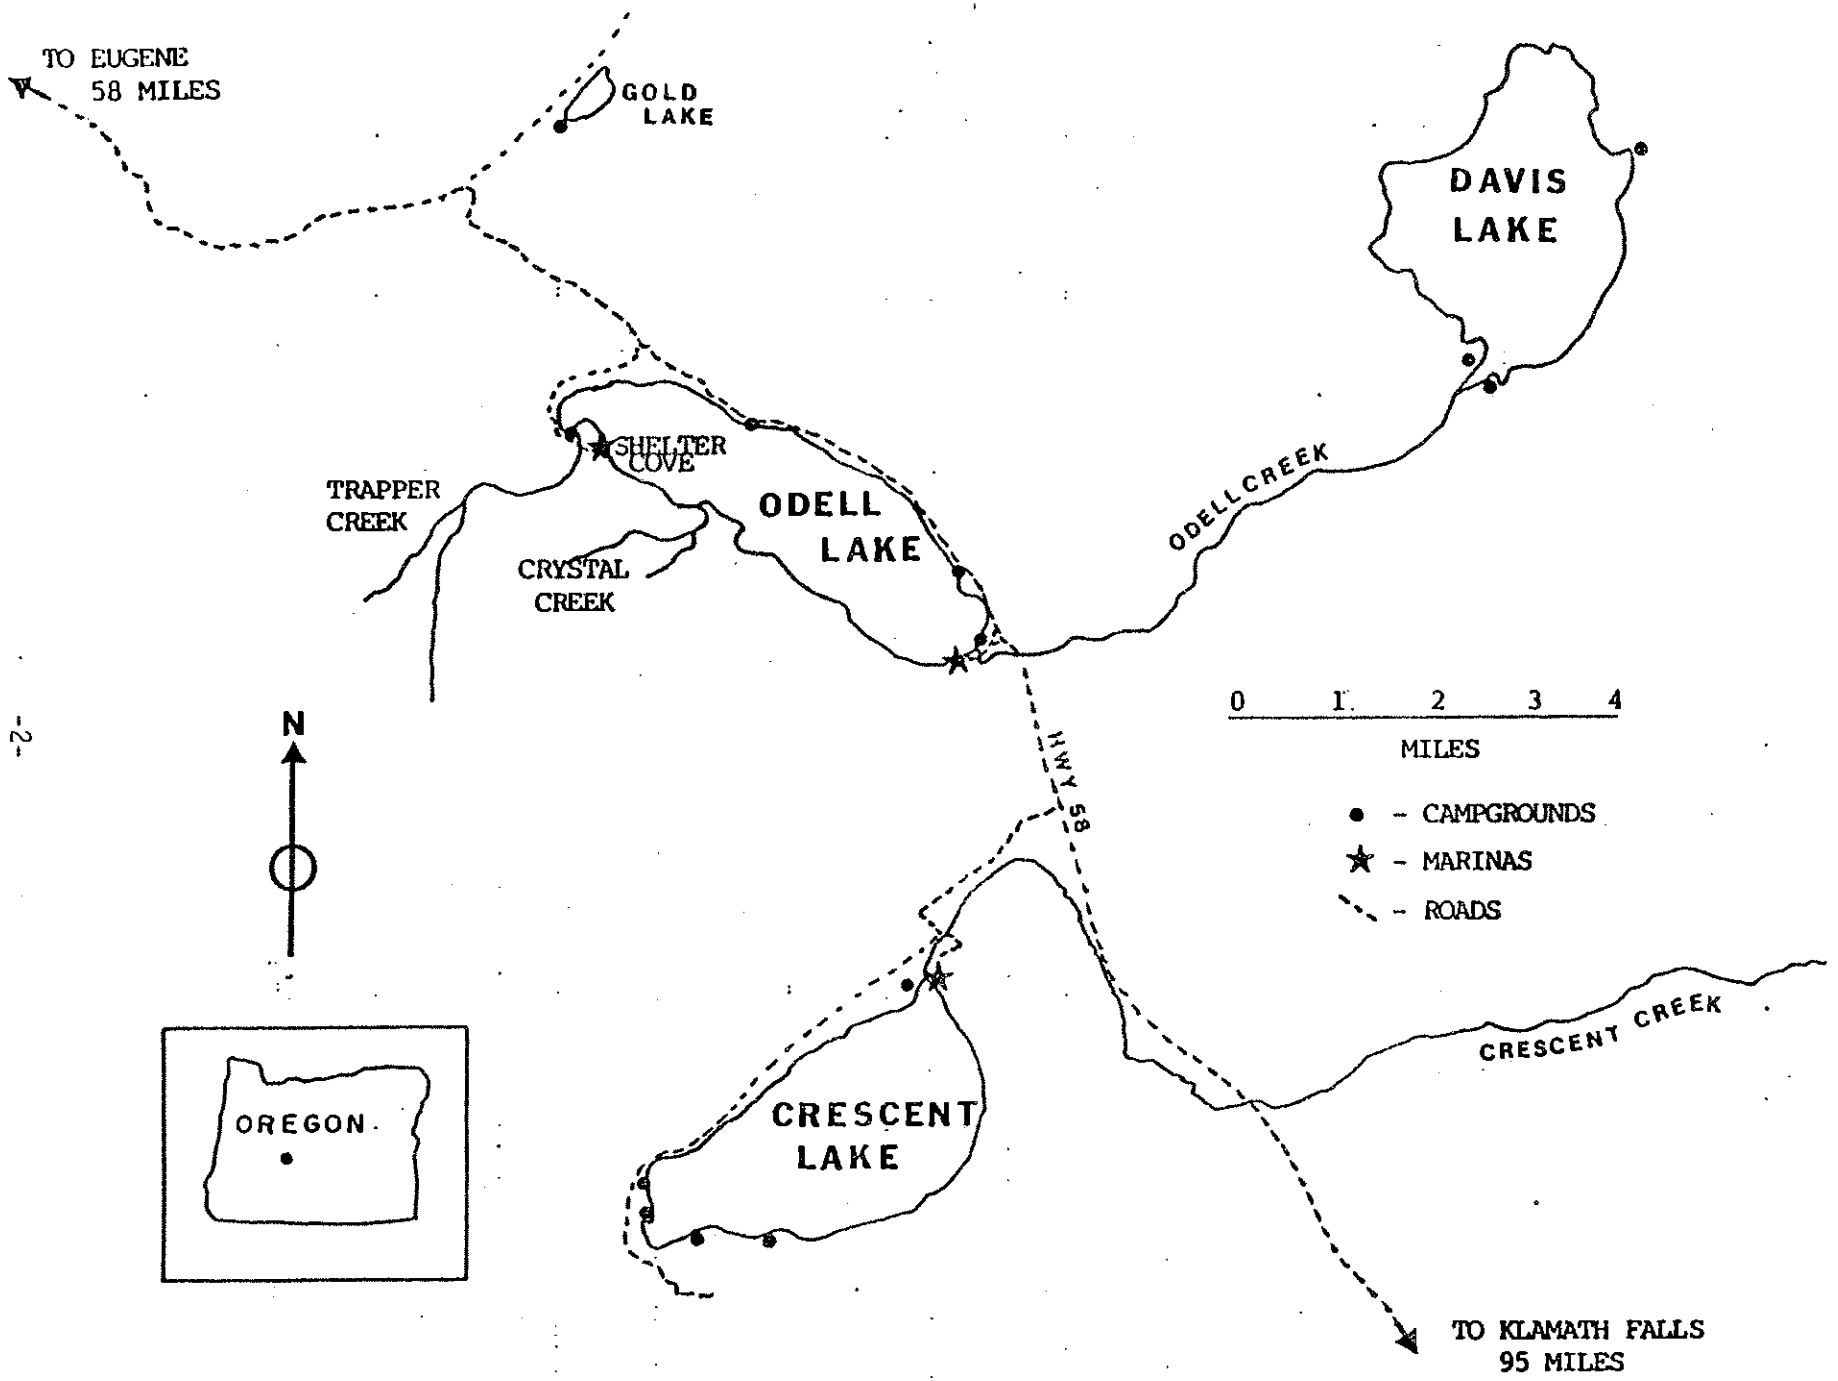 TO EUGENE
58 MILES
GOLD
LAKE
DAVIS
LAKE
SHELTER
COVE
TRAPPER
CREEK
ODELL
LAKE
CRYSTAL
CREEK
ODELL CREEK
-2-
N
0 1 2 3 4
MILES
HWY 58
● - CAMPGROUNDS
★ - MARINAS
- ROADS
CRESCENT CREEK
OREGON
CRESCENT
LAKE
TO KLAMATH FALLS
95 MILES